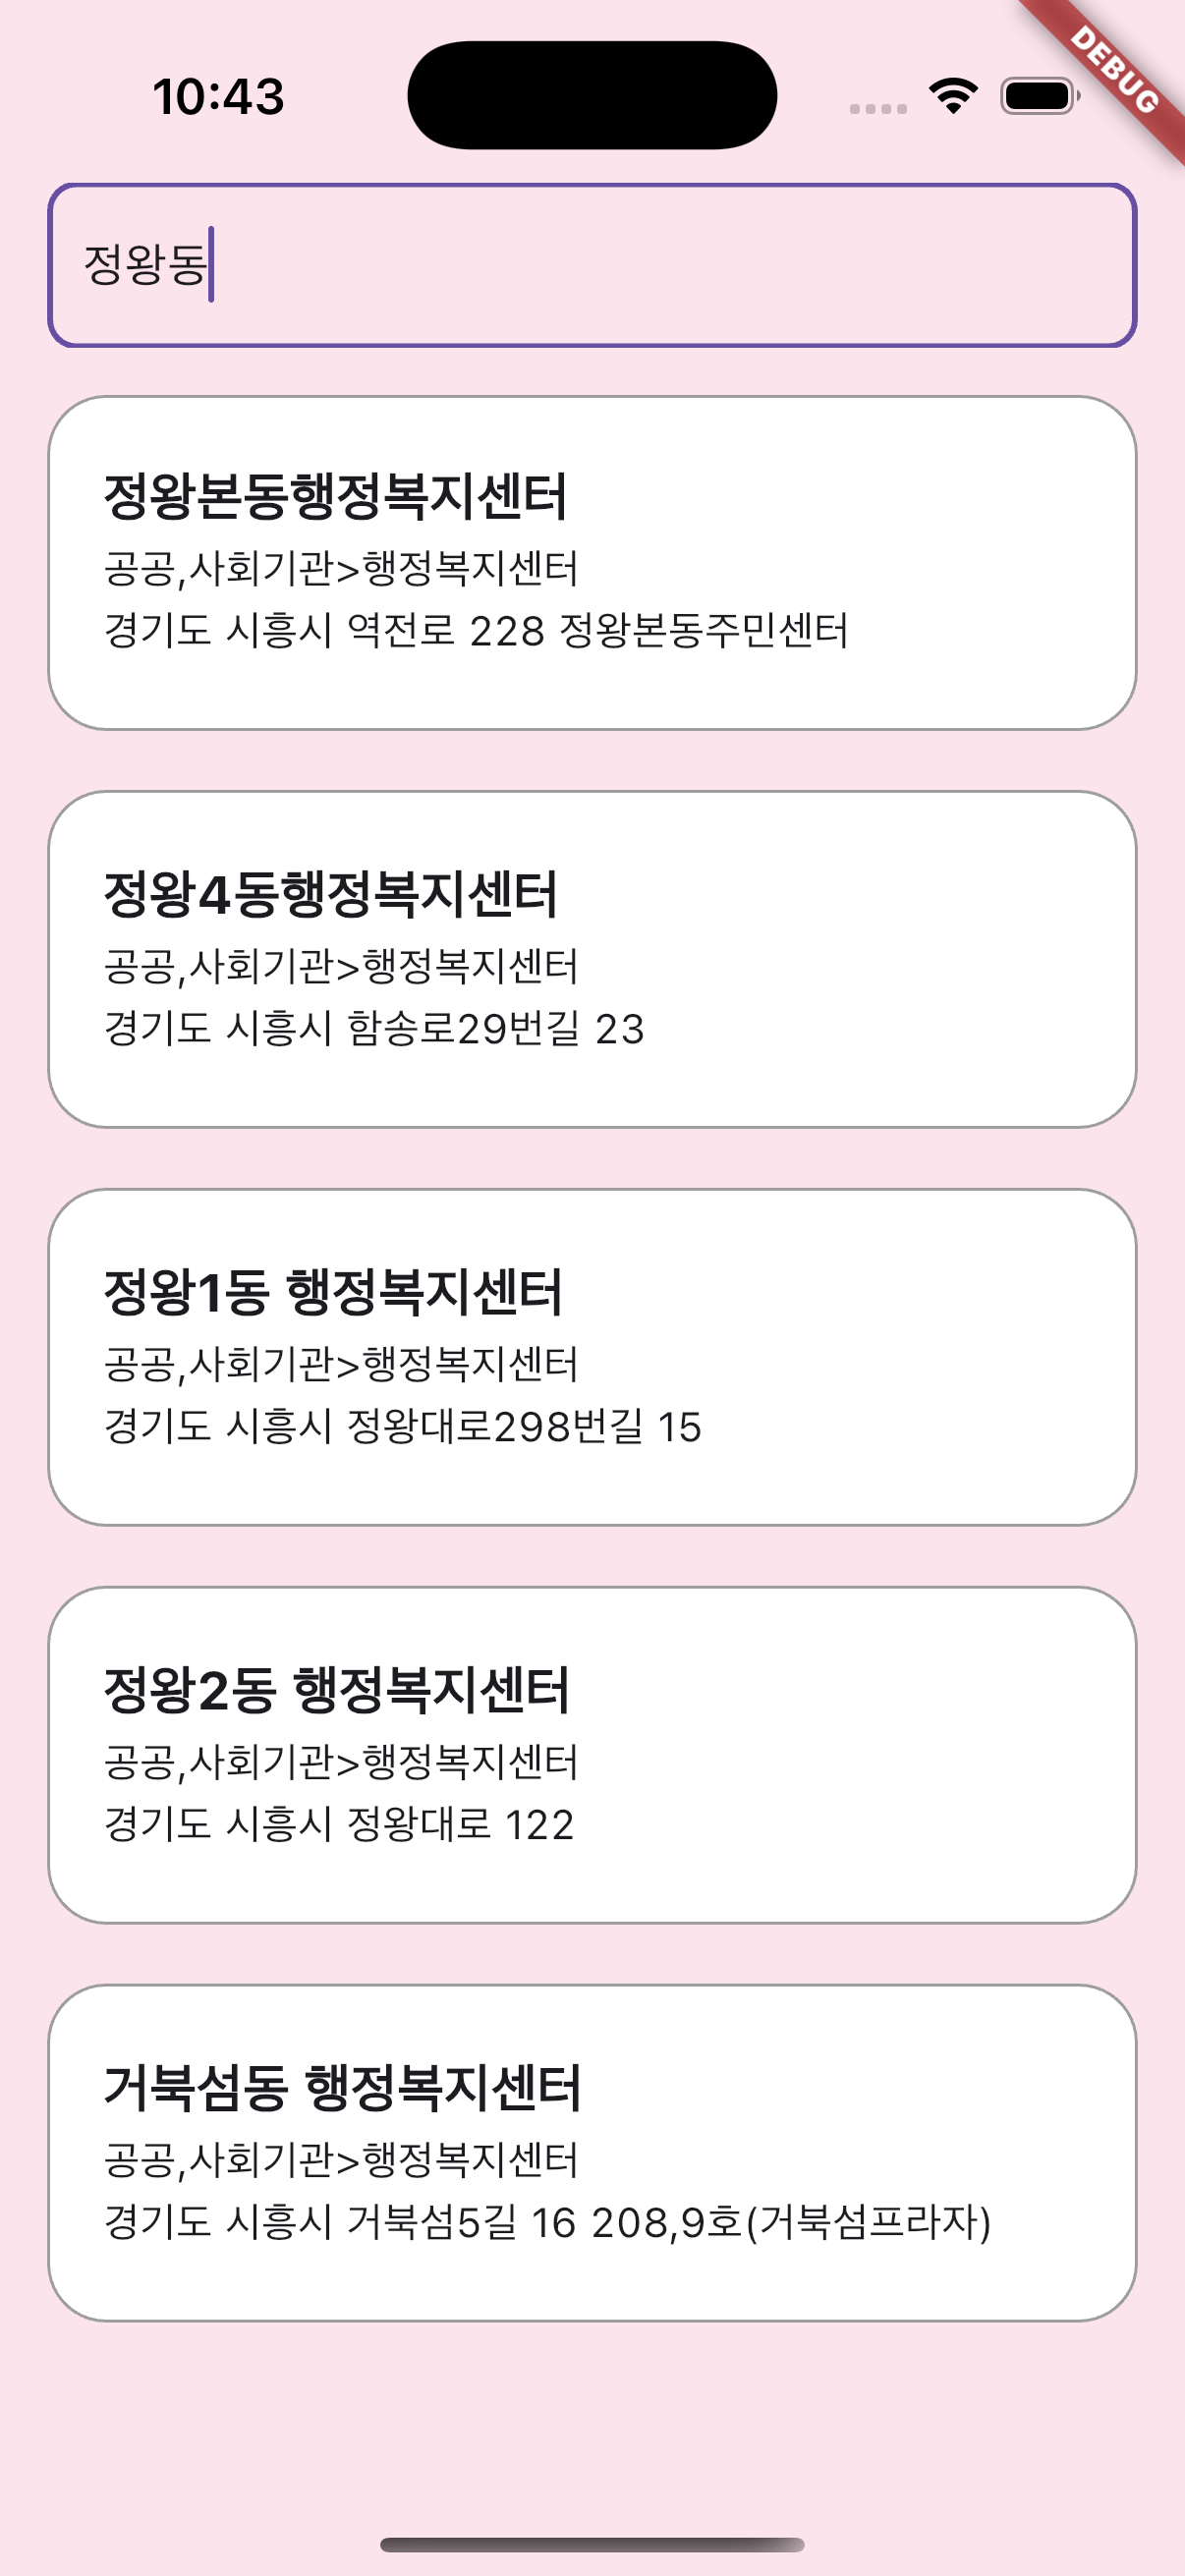 10:43
DEBUG
정왕동
정왕본동행정복지센터
공공,사회기관>행정복지센터
경기도 시흥시 역전로 228 정왕본동주민센터
정왕4동행정복지센터
공공,사회기관>행정복지센터
경기도 시흥시 함송로29번길 23
정왕1동 행정복지센터
공공,사회기관>행정복지센터
경기도 시흥시 정왕대로298번길 15
정왕2동 행정복지센터
공공,사회기관>행정복지센터
경기도 시흥시 정왕대로 122
거북섬동 행정복지센터
공공,사회기관>행정복지센터
경기도 시흥시 거북섬5길 16 208,9호(거북섬프라자)